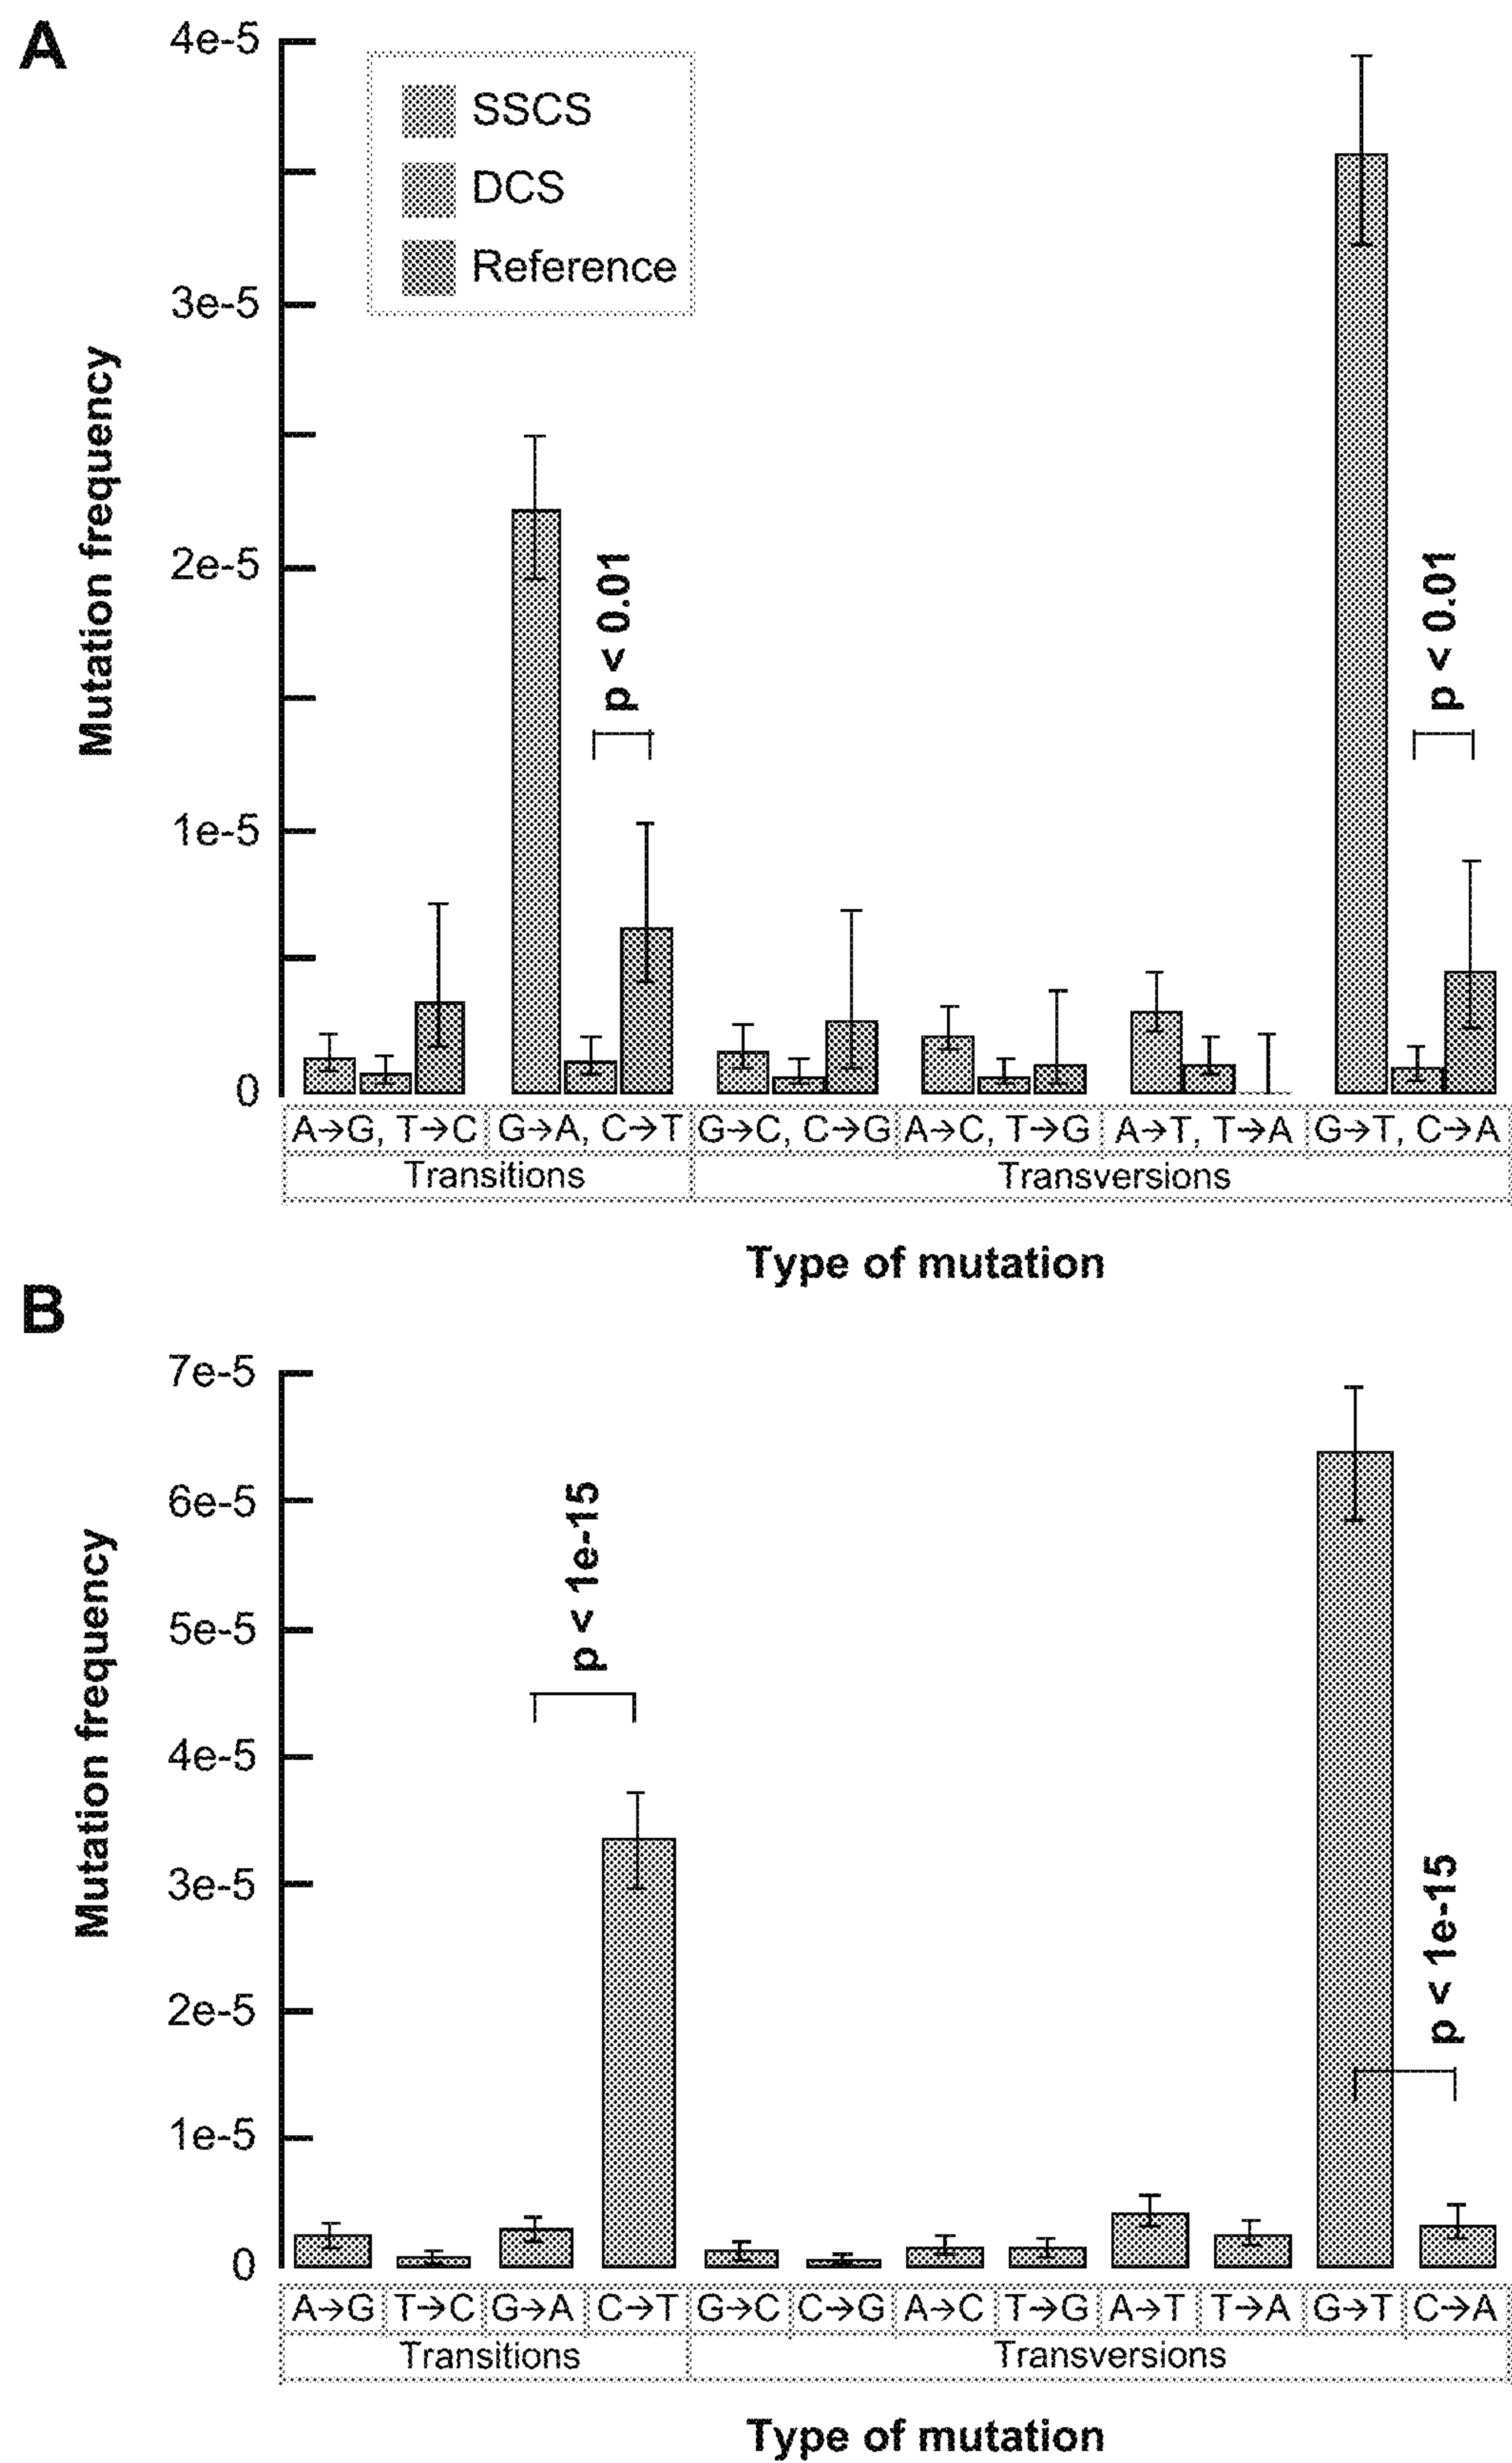 A
4e-5
3e-5
2e-5
1e-5
0
Mutation frequency
SSCS
DCS
Reference
p < 0.01
p < 0.01
A→G, T→C G→A, C→T G→C, C→G A→C, T→G A→T, T→A G→T, C→A
Transitions Transversions
Type of mutation
B
7e-5
6e-5
5e-5
4e-5
3e-5
2e-5
1e-5
0
Mutation frequency
p < 1e-15
p < 1e-15
A→G T→C G→A C→T G→C C→G A→C T→G A→T T→A G→T C→A
Transitions Transversions
Type of mutation